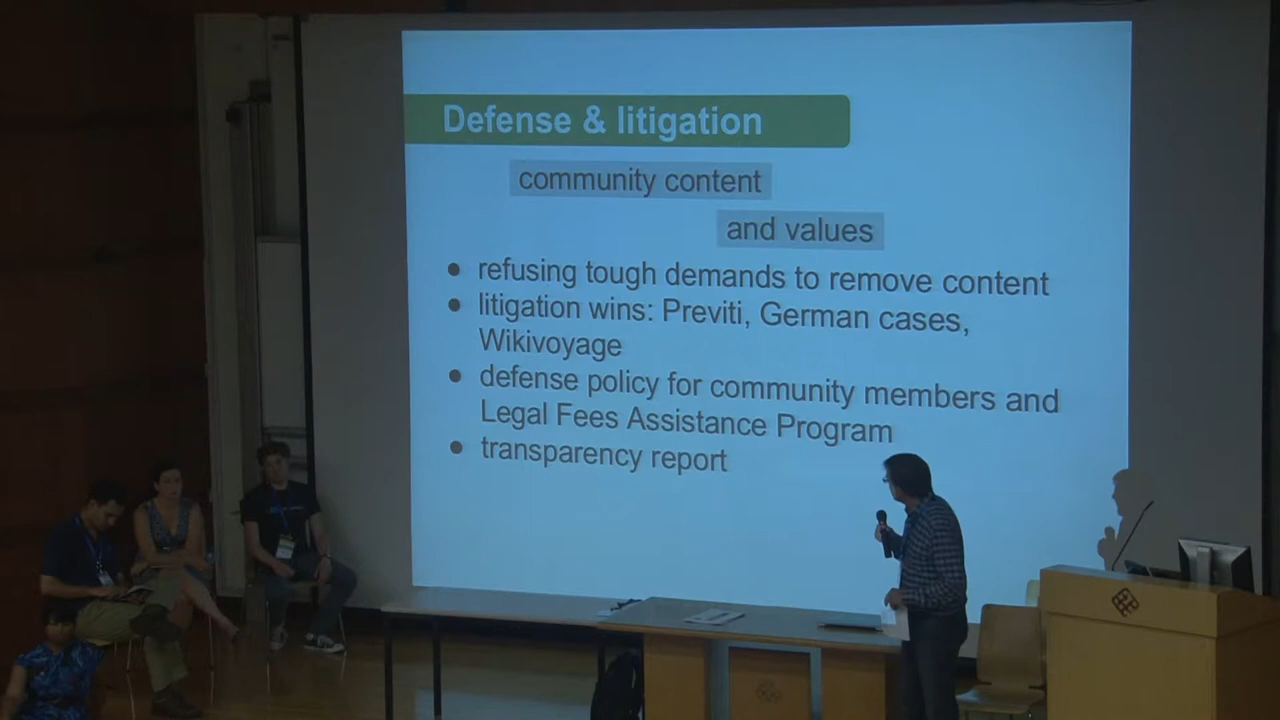 Defense & litigation
community content
and values
• refusing tough demands to remove content
• litigation wins: Previti, German cases,
Wikivoyage
• defense policy for community members and
Legal Fees Assistance Program
• transparency report